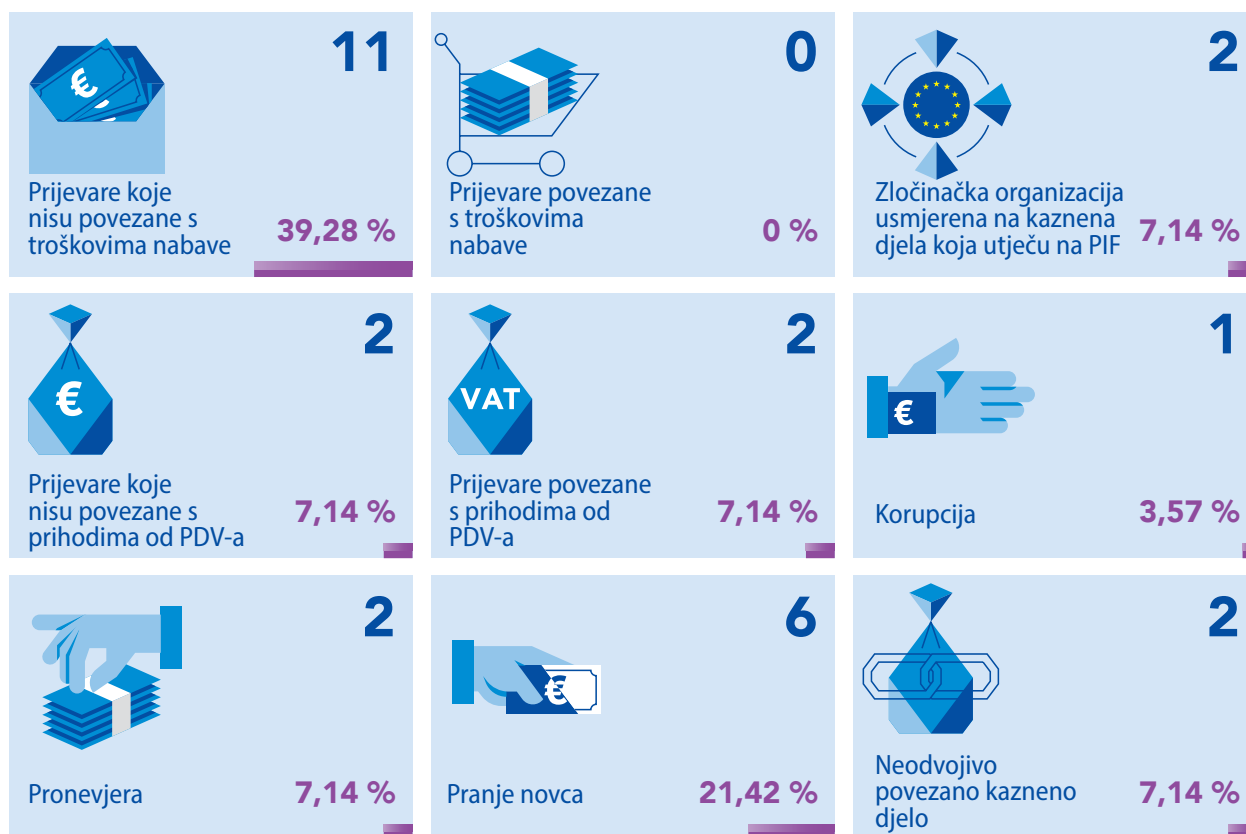 11
€
Prijevare koje
nisu povezane s
troškovima nabave
39,28 %
0
Prijevare povezane
s troškovima
nabave
0 %
2
Zločinačka organizacija
usmjerena na kaznena
djela koja utječu na PIF
7,14 %
2
€
Prijevare koje
nisu povezane s
prihodima od PDV-a
7,14 %
2
VAT
Prijevare povezane
s prihodima od
PDV-a
7,14 %
1
€
Korupcija
3,57 %
2
Pronevjera
7,14 %
6
€
Pranje novca
21,42 %
2
Neodvojivo
povezano kazneno
djelo
7,14 %